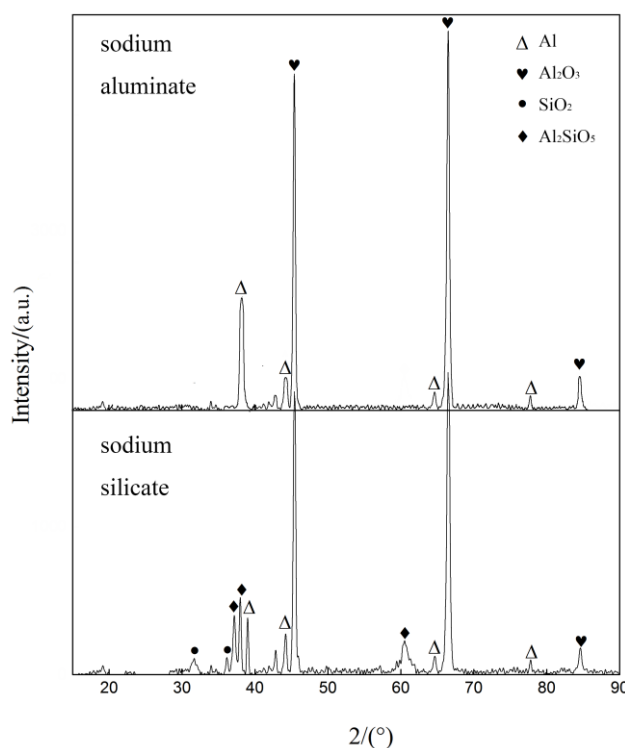 sodium
aluminate
Δ Al
♥ Al₂O₃
● SiO₂
♦ Al₂SiO₅
Intensity/(a.u.)
sodium
silicate
20 30 40 50 60 70 80 90
2/(°)